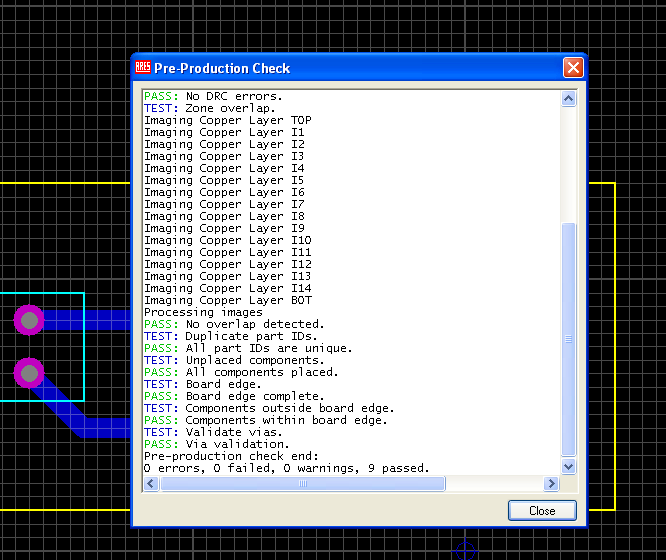 ARES Pre-Production Check
PASS: No DRC errors.
TEST: Zone overlap.
Imaging Copper Layer TOP
Imaging Copper Layer I1
Imaging Copper Layer I2
Imaging Copper Layer I3
Imaging Copper Layer I4
Imaging Copper Layer I5
Imaging Copper Layer I6
Imaging Copper Layer I7
Imaging Copper Layer I8
Imaging Copper Layer I9
Imaging Copper Layer I10
Imaging Copper Layer I11
Imaging Copper Layer I12
Imaging Copper Layer I13
Imaging Copper Layer I14
Imaging Copper Layer BOT
Processing images
PASS: No overlap detected.
TEST: Duplicate part IDs.
PASS: All part IDs are unique.
TEST: Unplaced components.
PASS: All components placed.
TEST: Board edge.
PASS: Board edge complete.
TEST: Components outside board edge.
PASS: Components within board edge.
TEST: Validate vias.
PASS: Via validation.
Pre-production check end:
0 errors, 0 failed, 0 warnings, 9 passed.
Close